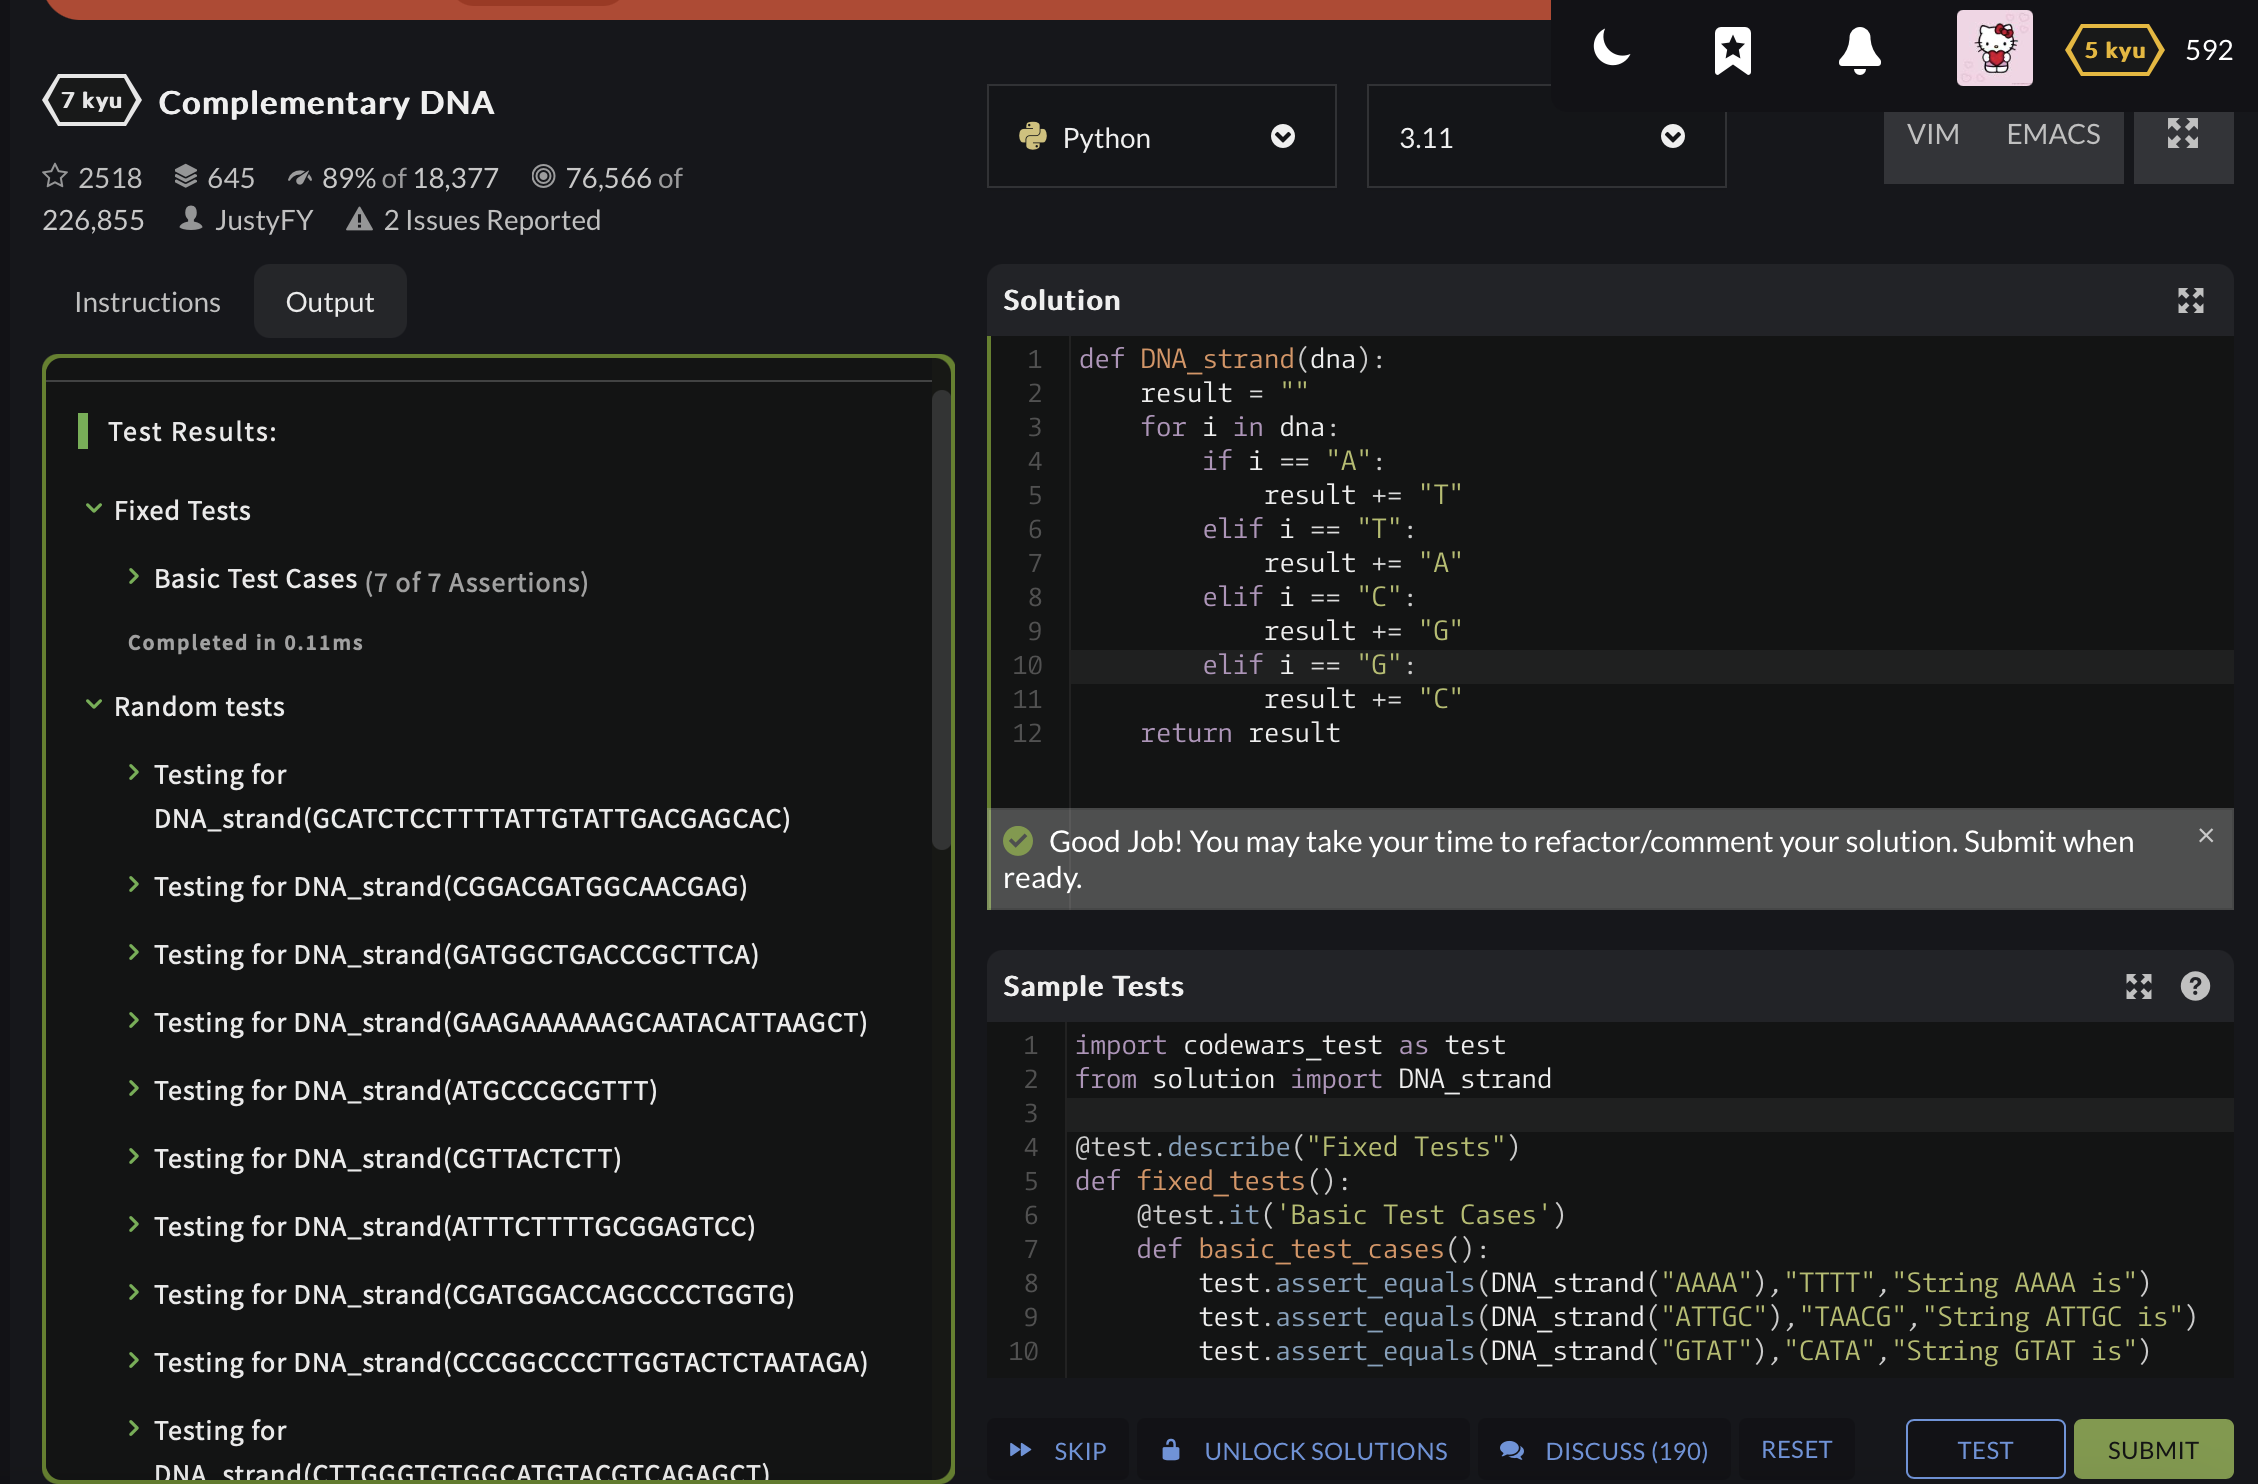 5 kyu 592
7 kyu Complementary DNA
2518 645 89% of 18,377 76,566 of
226,855 JustyFY 2 Issues Reported
Instructions Output
Test Results:
Fixed Tests
Basic Test Cases (7 of 7 Assertions)
Completed in 0.11ms
Random tests
Testing for
DNA_strand(GCATCTCCTTTTATTGTATTGACGAGCAC)
Testing for DNA_strand(CGGACGATGGCAACGAG)
Testing for DNA_strand(GATGGCTGACCCGCTTCA)
Testing for DNA_strand(GAAGAAAAAAGCAATACATTAAGCT)
Testing for DNA_strand(ATGCCCGCGTTT)
Testing for DNA_strand(CGTTACTCTT)
Testing for DNA_strand(ATTTCTTTTGCGGAGTCC)
Testing for DNA_strand(CGATGGACCAGCCCCTGGTG)
Testing for DNA_strand(CCCGGCCCCTTGGTACTCTAATAGA)
Testing for
DNA_strand(CTTGGGTGTGGCATGTACGTCAGAGCT)
Python 3.11 VIM EMACS
Solution
1 def DNA_strand(dna):
2     result = ""
3     for i in dna:
4         if i == "A":
5             result += "T"
6         elif i == "T":
7             result += "A"
8         elif i == "C":
9             result += "G"
10         elif i == "G":
11             result += "C"
12     return result
Good Job! You may take your time to refactor/comment your solution. Submit when
ready.
Sample Tests
1 import codewars_test as test
2 from solution import DNA_strand
3
4 @test.describe("Fixed Tests")
5 def fixed_tests():
6     @test.it('Basic Test Cases')
7     def basic_test_cases():
8         test.assert_equals(DNA_strand("AAAA"),"TTTT","String AAAA is")
9         test.assert_equals(DNA_strand("ATTGC"),"TAACG","String ATTGC is")
10         test.assert_equals(DNA_strand("GTAT"),"CATA","String GTAT is")
SKIP UNLOCK SOLUTIONS DISCUSS (190) RESET TEST SUBMIT